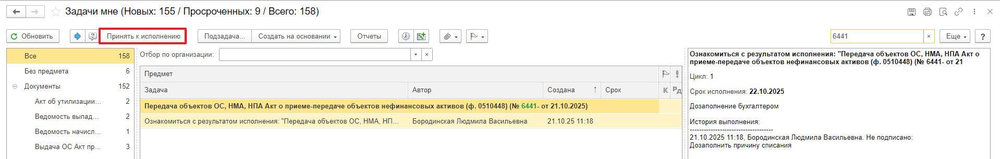 Задачи мне (Новых: 155 / Просроченных: 9 / Всего: 158)
Обновить
Принять к исполнению
Подзадача...
Создать на основании
Отчеты
6441
×
Еще
?
Все 158
Без предмета 6
Документы 152
Акт об утилизации... 2
Ведомость выпад... 2
Ведомость начисл... 1
Выдача ОС Акт пр... 3
Отбор по организации:
Предмет
Задача Автор Создана ↑ Срок К Рд
Передача объектов ОС, НМА, НПА Акт о приеме-передаче объектов нефинансовых активов (ф. 0510448) (№ 6441- от 21.10.2025)
Ознакомиться с результатом исполнения: "Передача объектов ОС, НМА, НП... Бородинская Людмила Васильевна 21.10.25 11:18
Ознакомиться с результатом исполнения: "Передача объектов ОС, НМА, НПА Акт о
приеме-передаче объектов нефинансовых активов (ф. 0510448) (№ 6441- от 21
Цикл: 1
Срок исполнения: 22.10.2025
Дозаполнение бухгалтером
История выполнения:
------------------------------------
21.10.2025 11:18, Бородинская Людмила Васильевна. Не подписано:
Дозаполнить причину списания